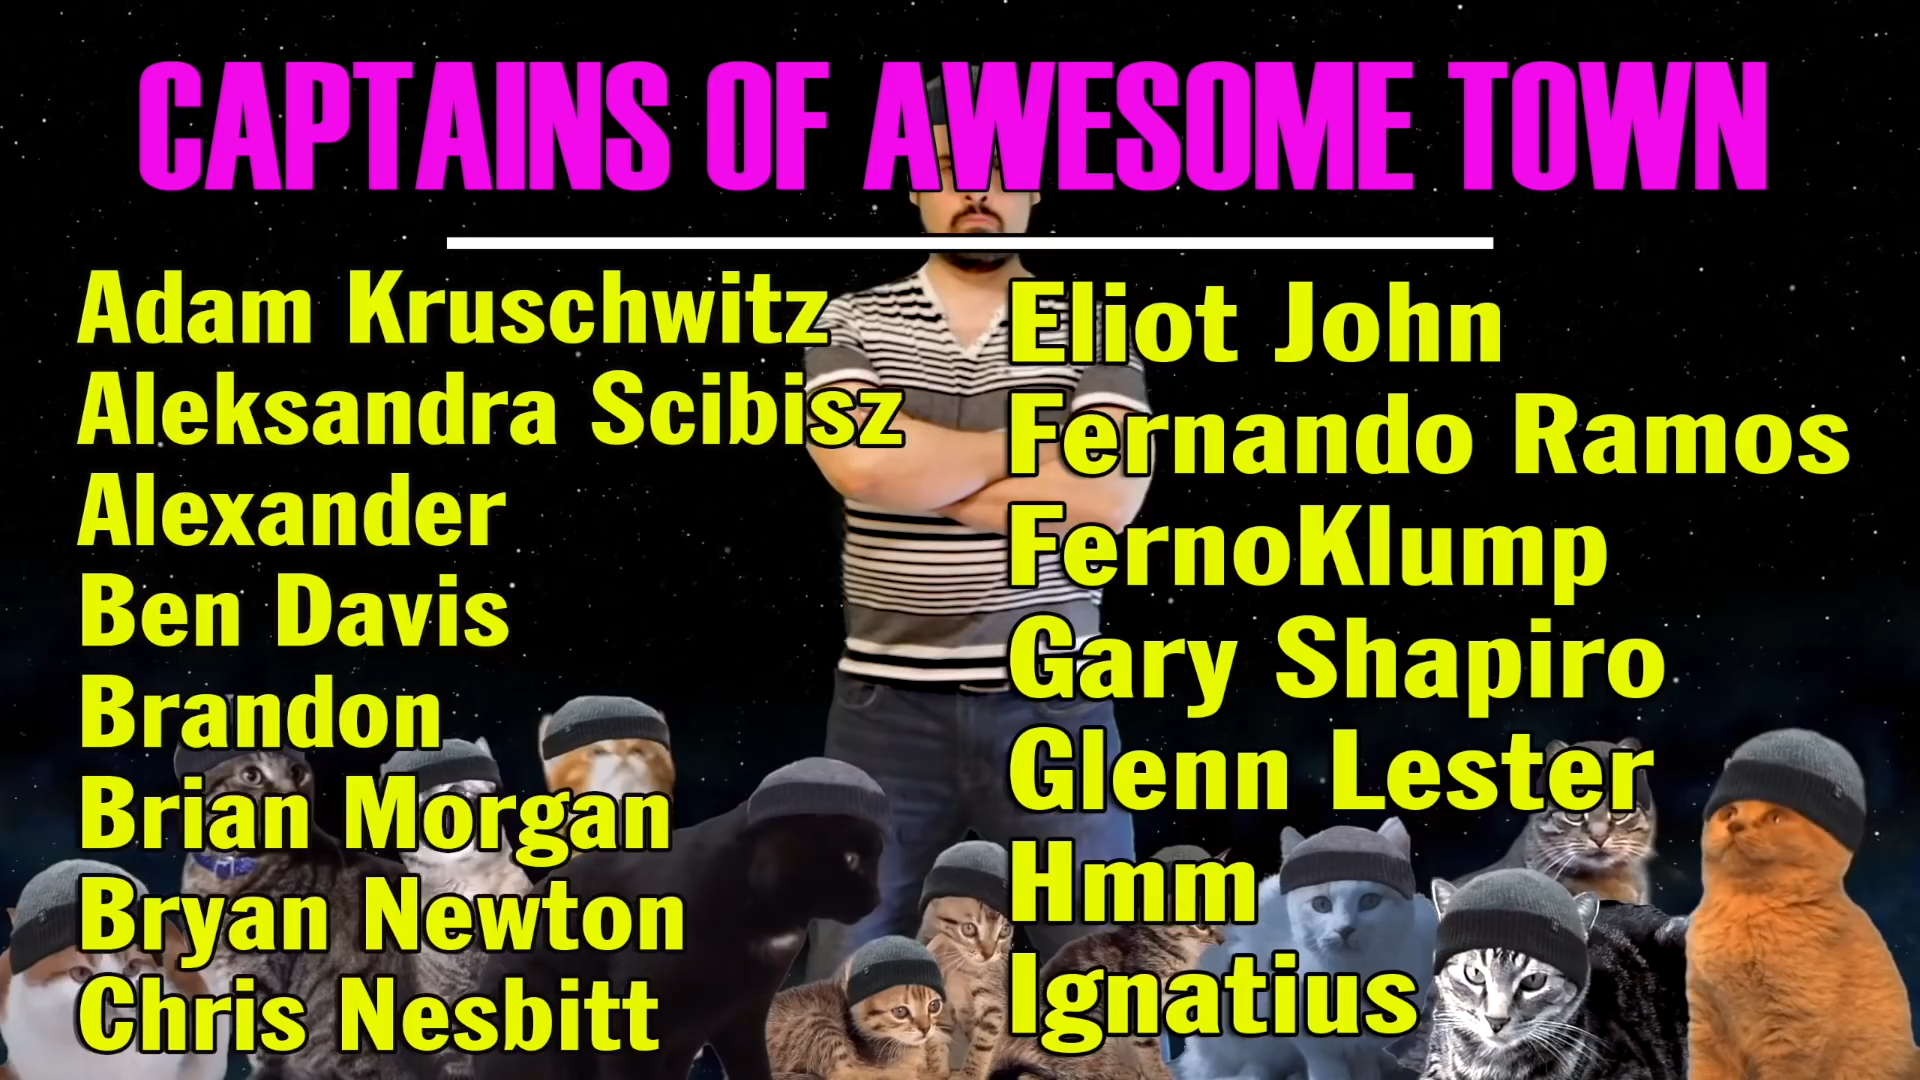 CAPTAINS OF AWESOME TOWN
Adam Kruschwitz
Aleksandra Scibisz
Alexander
Ben Davis
Brandon
Brian Morgan
Bryan Newton
Chris Nesbitt
Eliot John
Fernando Ramos
FernoKlump
Gary Shapiro
Glenn Lester
Hmm
Ignatius